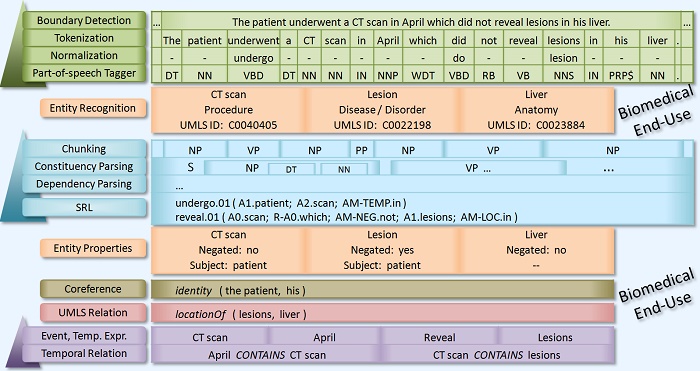 Boundary Detection ... The patient underwent a CT scan in April which did not reveal lesions in his liver. ...
Tokenization The patient underwent a CT scan in April which did not reveal lesions in his liver .
Normalization - - undergo - - - - - - do - - lesion - - - -
Part-of-speech Tagger DT NN VBD DT NN NN IN NNP WDT VBD RB VB NNS IN PRP$ NN .
Entity Recognition
CT scan Lesion Liver
Procedure Disease / Disorder Anatomy
UMLS ID: C0040405 UMLS ID: C0022198 UMLS ID: C0023884
Biomedical
End-Use
Chunking NP VP NP PP NP VP NP
Constituency Parsing S NP DT NN VP ... ...
Dependency Parsing ...
SRL
undergo.01 ( A1.patient; A2.scan; AM-TEMP.in )
reveal.01 ( A0.scan; R-A0.which; AM-NEG.not; A1.lesions; AM-LOC.in )
Entity Properties
CT scan Lesion Liver
Negated: no Negated: yes Negated: no
Subject: patient Subject: patient --
Coreference identity ( the patient, his )
UMLS Relation locationOf ( lesions, liver )
Biomedical
End-Use
Event, Temp. Expr. CT scan April Reveal Lesions
Temporal Relation April CONTAINS CT scan CT scan CONTAINS lesions